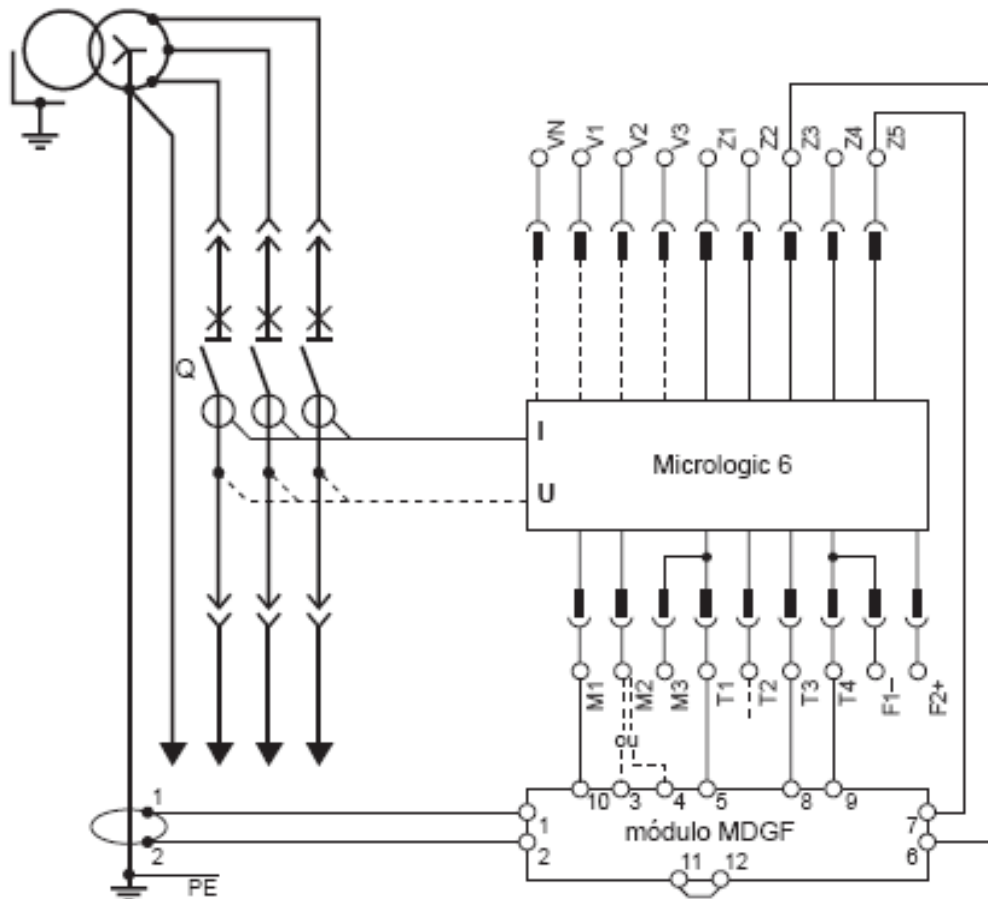 VN V1 V2 V3 Z1 Z2 Z3 Z4 Z5
Q
I
Micrologic 6
U
M1 M2 M3 T1 T2 T3 T4 F1– F2+
ou
1
10 3 4 5 8 9
1 módulo MDGF 7
2
2 6
11 12
PE